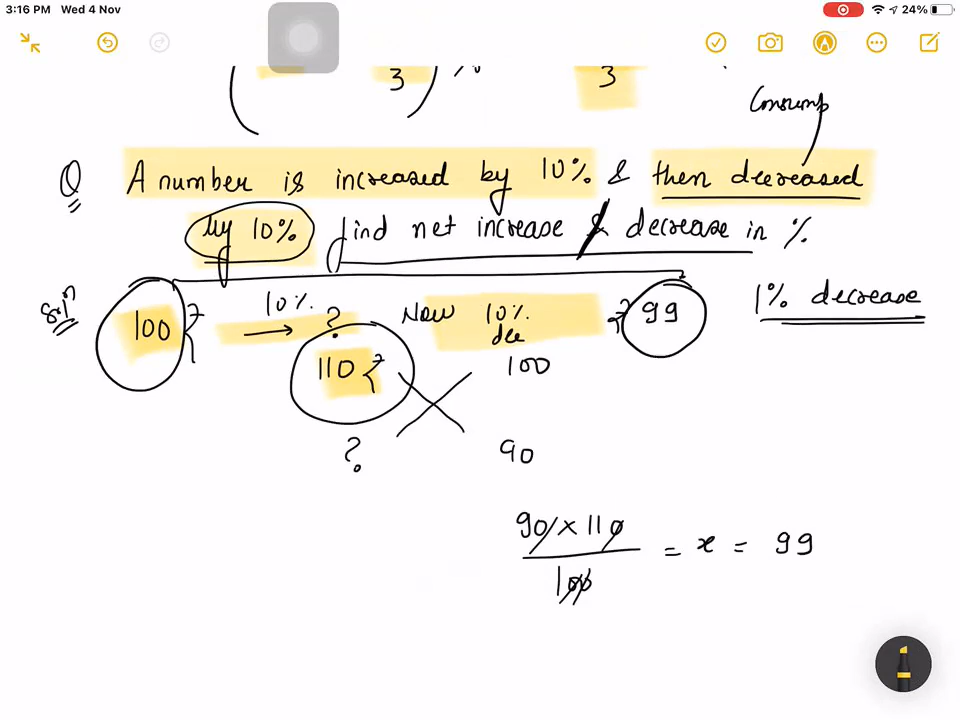 3:16 PM Wed 4 Nov
24%
3 ) % 3
Consump
Q A number is increased by 10% & then decreased
by 10% find net increase / decrease in %
Sol^n 100 10% → ? Now 10% dec 99 1% decrease
110 100
? 90
90 x 110
100
= x = 99